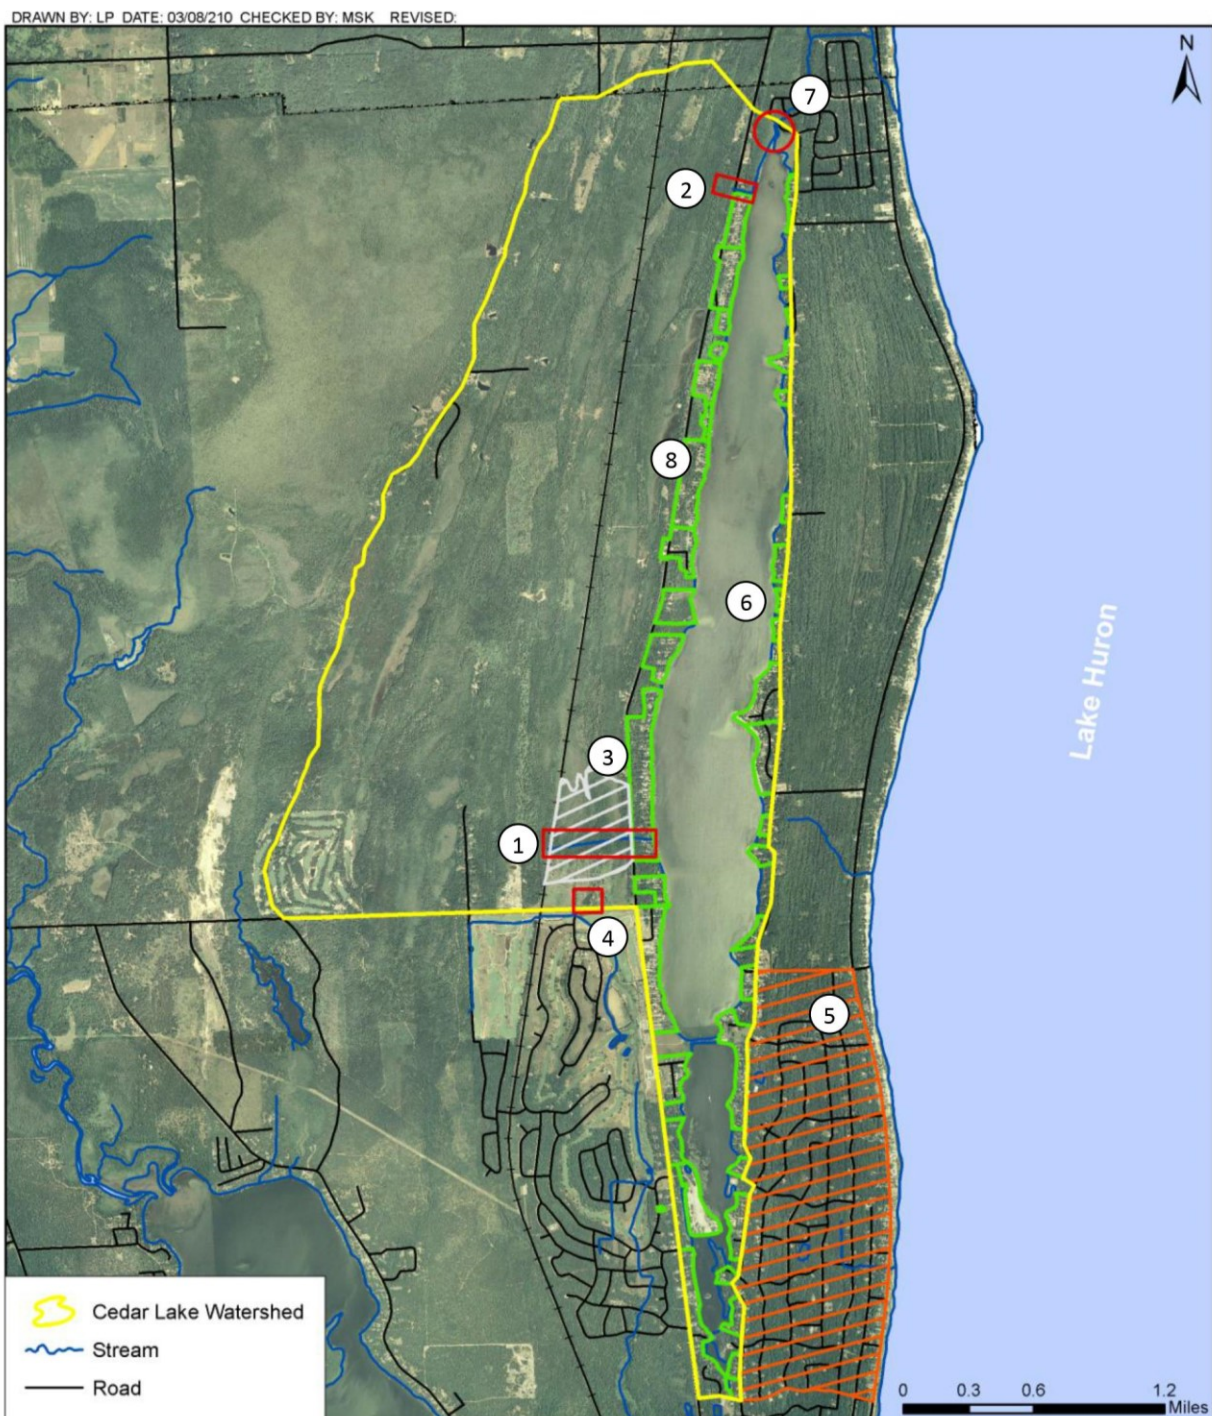 DRAWN BY: LP DATE: 03/08/210 CHECKED BY: MSK REVISED:
N
7
2
8
6
Lake Huron
3
1
4
5
Cedar Lake Watershed
Stream
Road
0 0.3 0.6 1.2
Miles